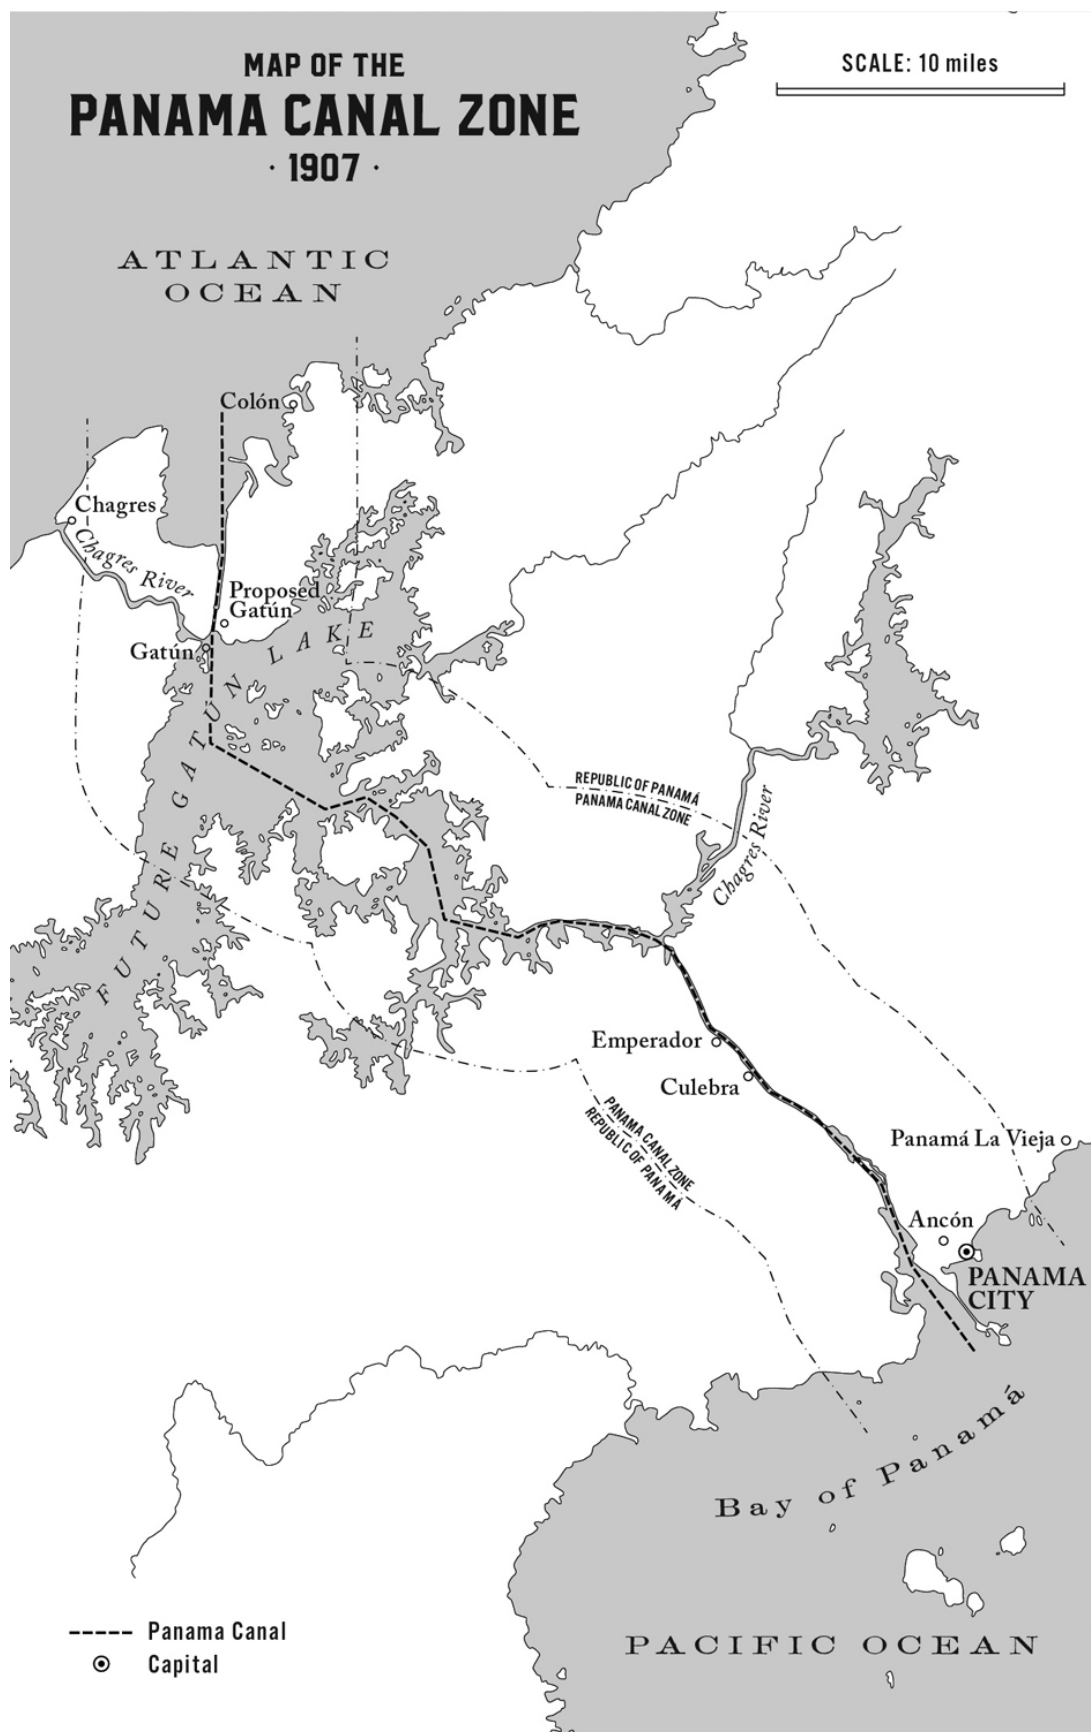 MAP OF THE
PANAMA CANAL ZONE
· 1907 ·
SCALE: 10 miles
ATLANTIC
OCEAN
Colón
Chagres
Chagres River
Proposed
Gatún
Gatún
FUTURE GATUN LAKE
REPUBLIC OF PANAMÁ
PANAMA CANAL ZONE
Chagres River
Emperador
Culebra
PANAMA CANAL ZONE
REPUBLIC OF PANAMÁ
Panamá La Vieja
Ancón
PANAMA
CITY
Bay of Panamá
PACIFIC OCEAN
Panama Canal
Capital